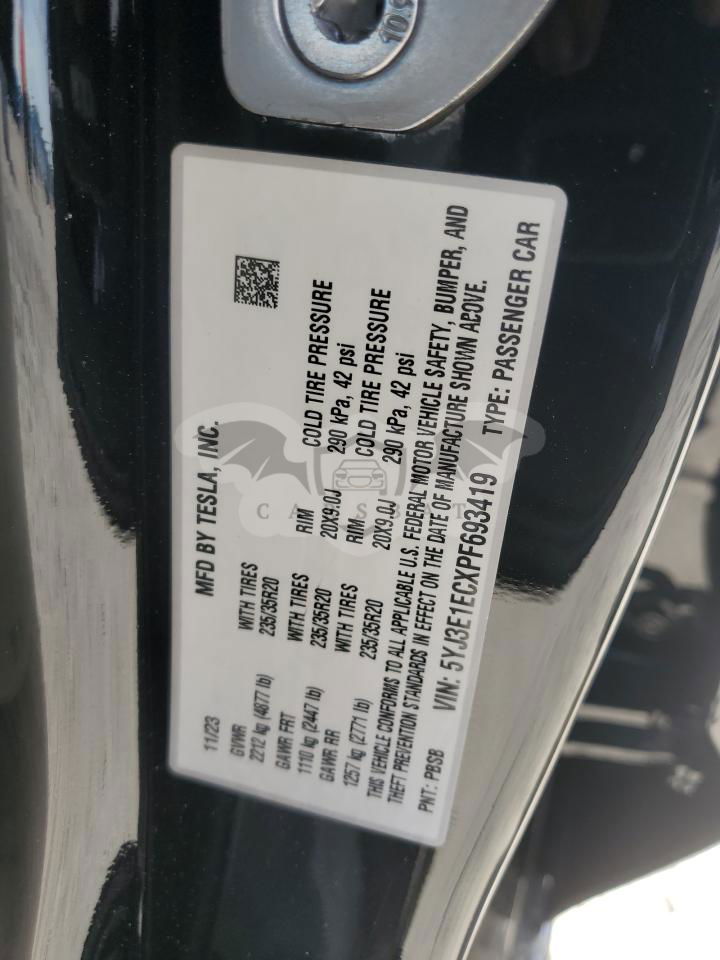 10.9
MFD BY TESLA, INC.
11/23
GVWR
2212 kg (4877 lb)
WITH TIRES
235/35R20
RIM
20X9.0J
COLD TIRE PRESSURE
290 kPa, 42 psi
GAWR FRT
1110 kg (2447 lb)
WITH TIRES
235/35R20
RIM
20X9.0J
COLD TIRE PRESSURE
290 kPa, 42 psi
GAWR RR
1257 kg (2771 lb)
THIS VEHICLE CONFORMS TO ALL APPLICABLE U.S. FEDERAL MOTOR VEHICLE SAFETY, BUMPER, AND
THEFT PREVENTION STANDARDS IN EFFECT ON THE DATE OF MANUFACTURE SHOWN ABOVE.
PNT: PBSB
VIN: 5YJ3E1ECXPF693419
TYPE: PASSENGER CAR
CARSBAT